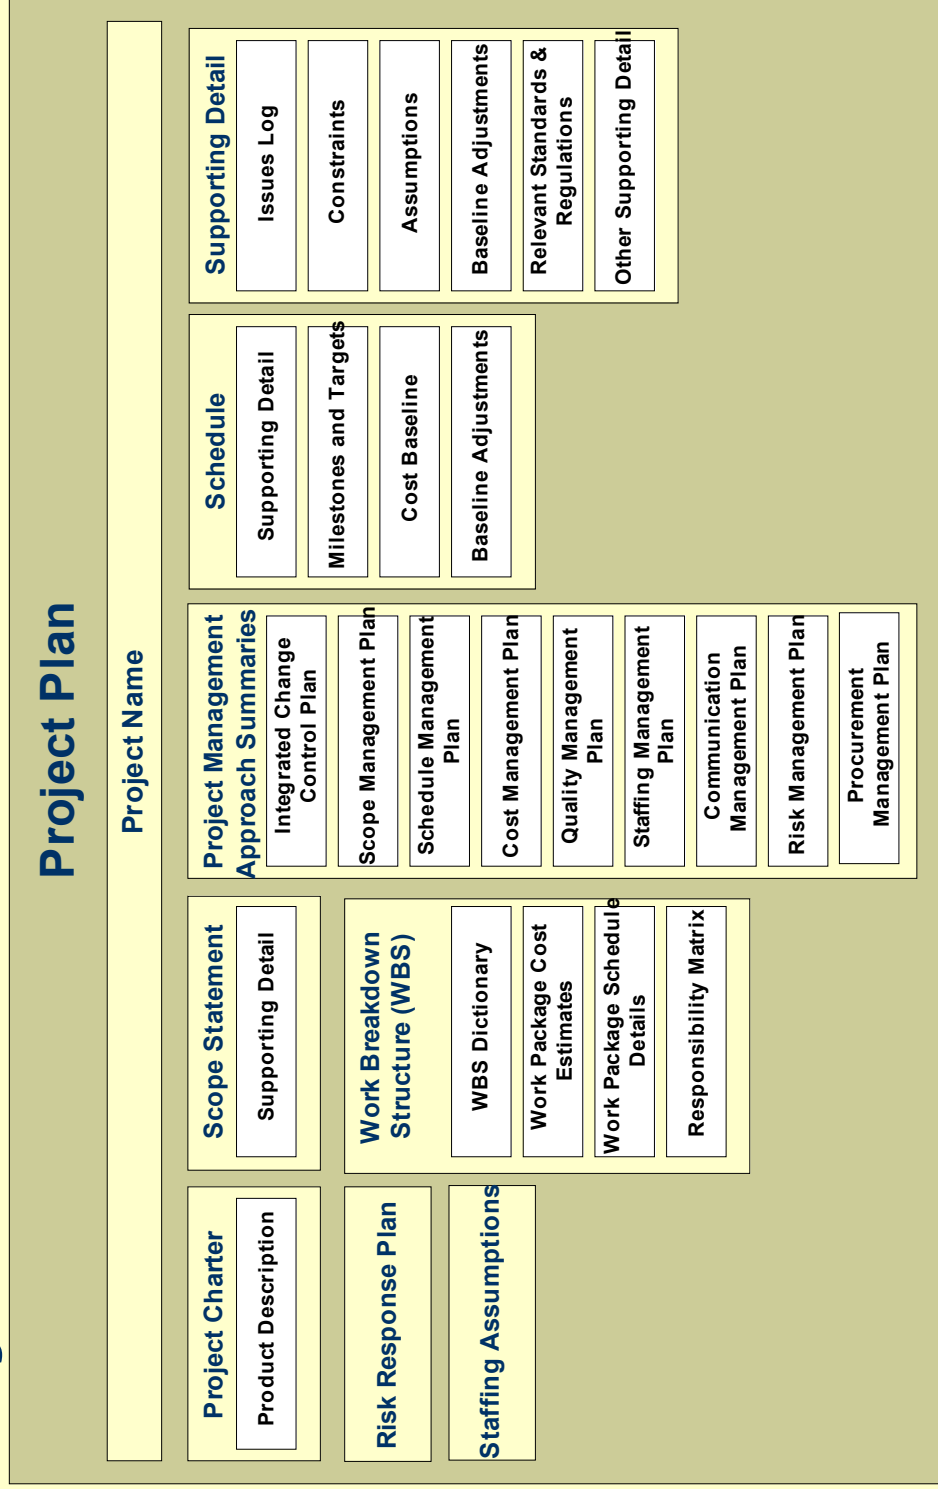 Project Plan
Project Name
Project Charter
Product Description
Risk Response Plan
Staffing Assumptions
Scope Statement
Supporting Detail
Work Breakdown
Structure (WBS)
WBS Dictionary
Work Package Cost
Estimates
Work Package Schedule
Details
Responsibility Matrix
Project Management
Approach Summaries
Integrated Change
Control Plan
Scope Management Plan
Schedule Management
Plan
Cost Management Plan
Quality Management
Plan
Staffing Management
Plan
Communication
Management Plan
Risk Management Plan
Procurement
Management Plan
Schedule
Supporting Detail
Milestones and Targets
Cost Baseline
Baseline Adjustments
Supporting Detail
Issues Log
Constraints
Assumptions
Baseline Adjustments
Relevant Standards &
Regulations
Other Supporting Detail